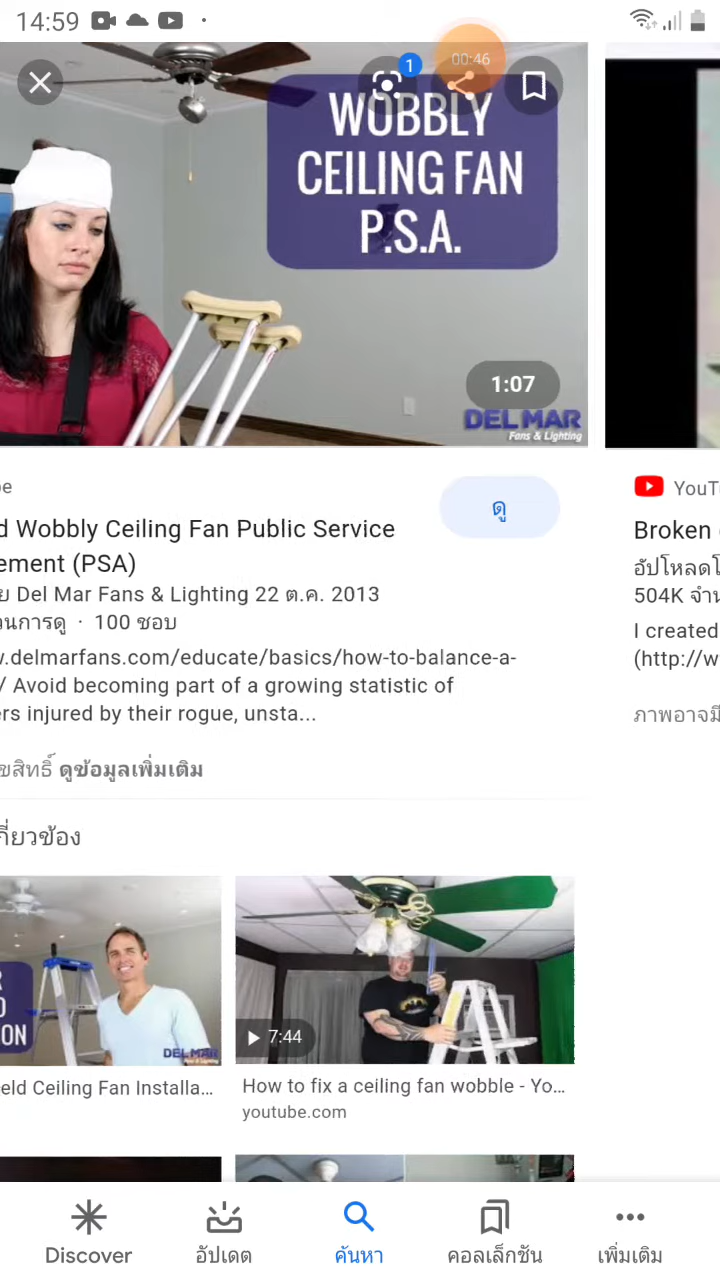 14:59
00:46
1
WOBBLY
CEILING FAN
P.S.A.
1:07
DEL MAR
Fans & Lighting
ดู
d Wobbly Ceiling Fan Public Service
ement (PSA)
ย Del Mar Fans & Lighting 22 ต.ค. 2013
วนการดู · 100 ชอบ
w.delmarfans.com/educate/basics/how-to-balance-a-
/ Avoid becoming part of a growing statistic of
ers injured by their rogue, unsta...
ขสิทธิ์ ดูข้อมูลเพิ่มเติม
YouTu
Broken
อัปโหลดโ
504K จำน
I created
(http://w
ภาพอาจมี
กี่ยวข้อง
ON
DEL MAR
eld Ceiling Fan Installa...
7:44
How to fix a ceiling fan wobble - Yo...
youtube.com
Discover
อัปเดต
ค้นหา
คอลเล็กชัน
เพิ่มเติม